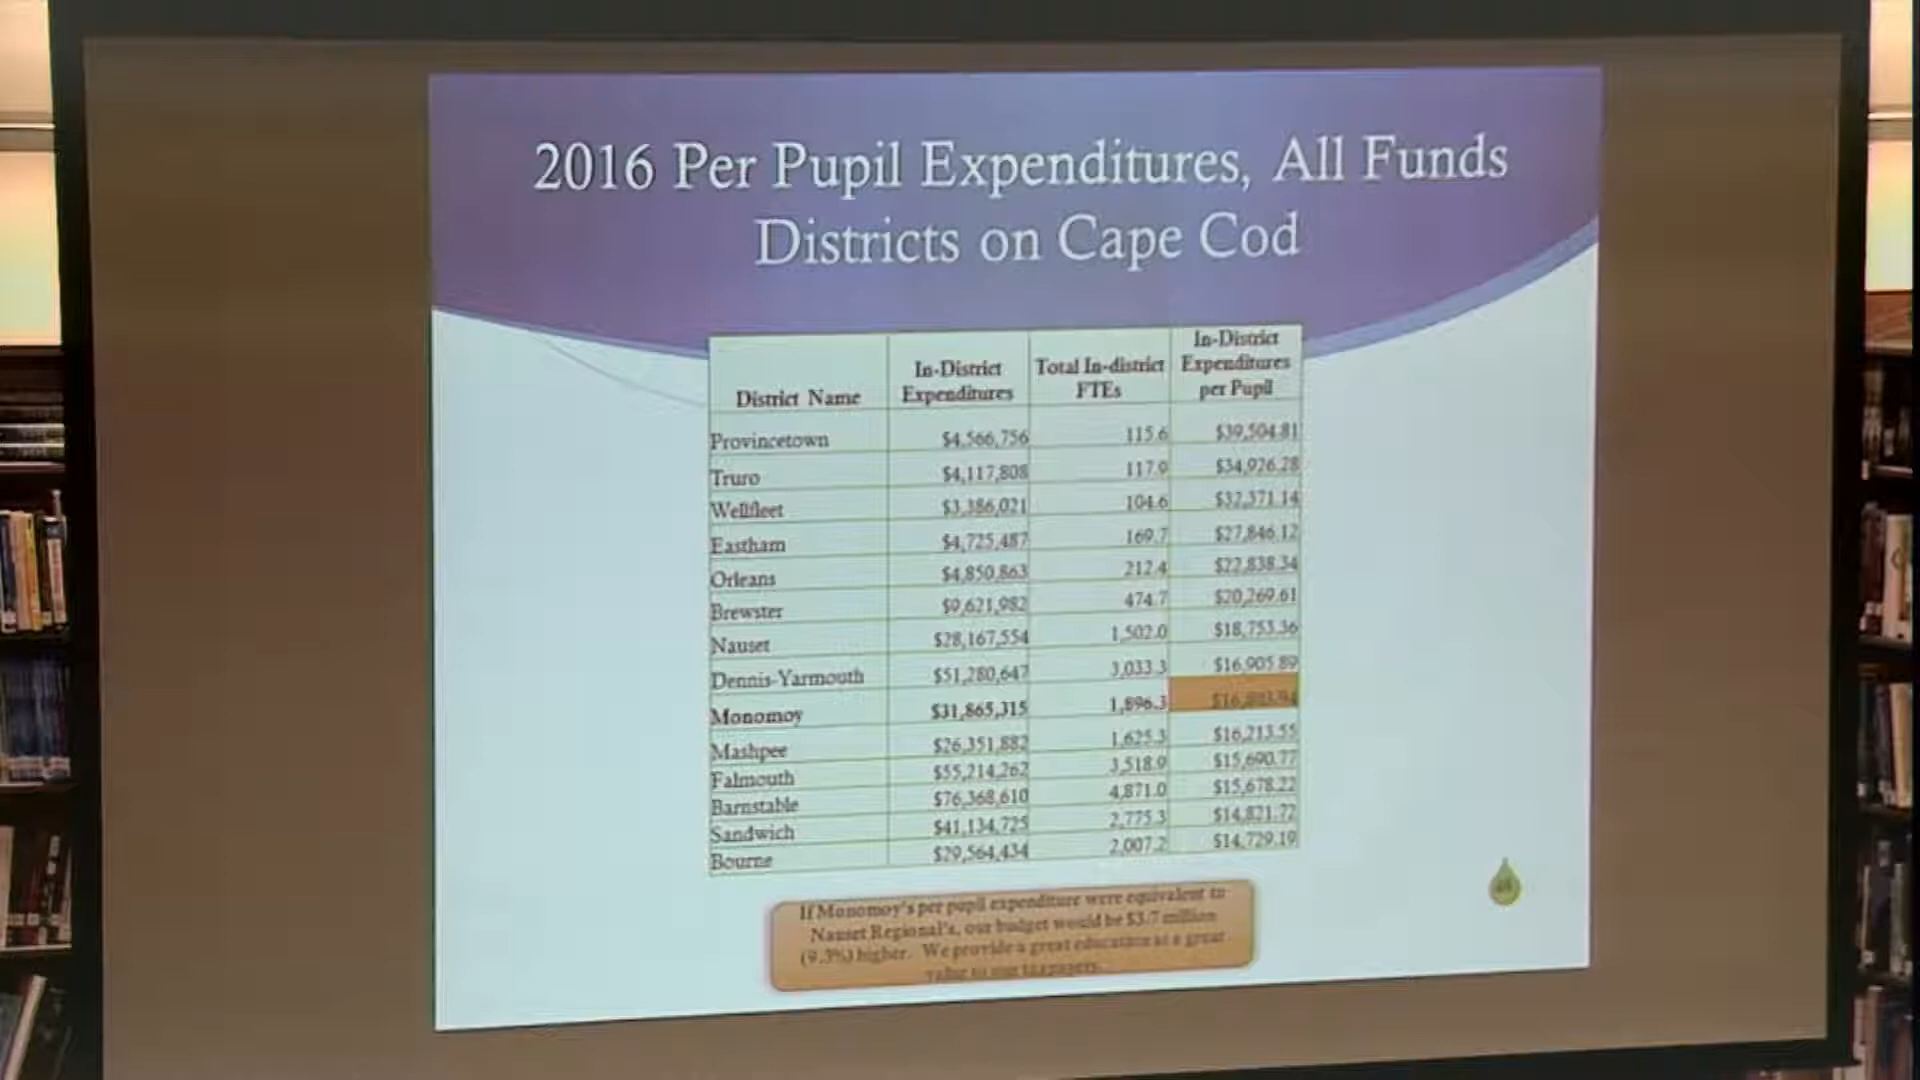 2016 Per Pupil Expenditures, All Funds
Districts on Cape Cod
District Name In-District Expenditures Total In-district FTEs In-District Expenditures per Pupil
Provincetown $4,566,756 115.6 $39,504.81
Truro $4,117,808 117.9 $34,926.28
Wellfleet $3,386,021 104.6 $32,371.14
Eastham $4,725,487 169.7 $27,846.12
Orleans $4,850,863 212.4 $22,838.34
Brewster $9,621,982 474.7 $20,269.61
Nauset $28,167,554 1,502.0 $18,753.36
Dennis-Yarmouth $51,280,647 3,033.3 $16,905.89
Monomoy $31,865,315 1,896.3
Mashpee $26,351,882 1,625.3 $16,213.55
Falmouth $55,214,262 3,518.9 $15,690.77
Barnstable $76,368,610 4,871.0 $15,678.22
Sandwich $41,134,725 2,775.3 $14,821.72
Bourne $29,564,434 2,007.2 $14,729.19
If Monomoy's per pupil expenditure were equivalent to
Nauset Regional's, our budget would be $3.7 million
(9.3%) higher. We provide a great education at a great
value to our taxpayers.